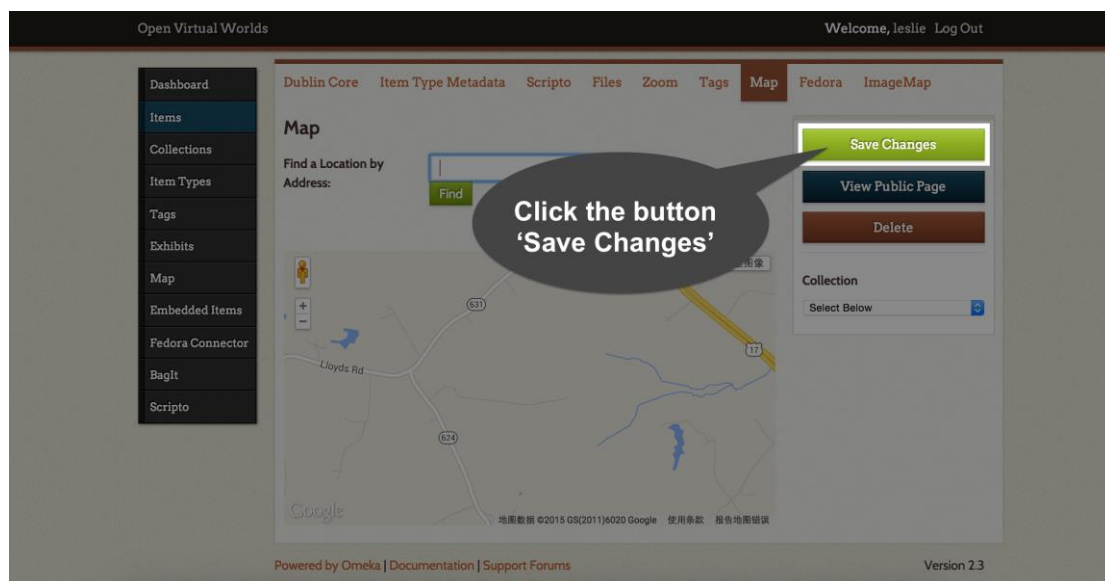 Open Virtual Worlds
Welcome, leslie Log Out
Dashboard
Items
Collections
Item Types
Tags
Exhibits
Map
Embedded Items
Fedora Connector
BagIt
Scripto
Dublin Core Item Type Metadata Scripto Files Zoom Tags Map Fedora ImageMap
Map
Find a Location by
Address:
Find
Click the button
‘Save Changes’
Save Changes
View Public Page
Delete
Collection
Select Below
图像
631
17
Lloyds Rd
624
Google
地图数据 ©2015 GS(2011)6020 Google 使用条款 报告地图错误
Powered by Omeka | Documentation | Support Forums
Version 2.3